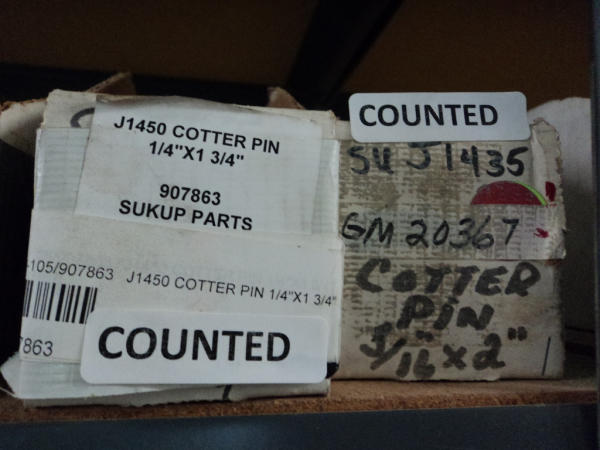 J1450 COTTER PIN
1/4"X1 3/4"
907863
SUKUP PARTS
-105/907863 J1450 COTTER PIN 1/4"X1 3/4"
7863
COUNTED
COUNTED
SU J1435
GM 20367
COTTER
PIN
5/16" x 2"